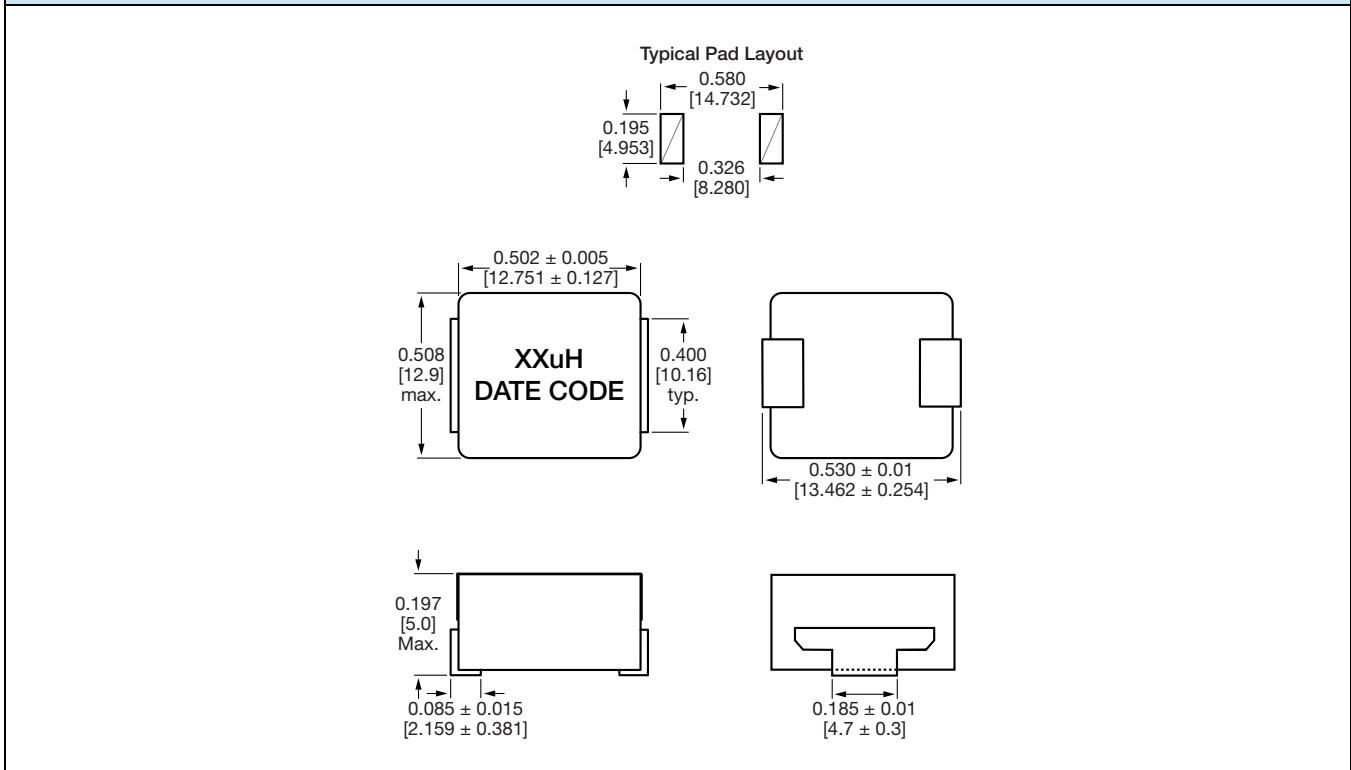 Typical Pad Layout
0.580
[14.732]
0.195
[4.953]
0.326
[8.280]
0.502 ± 0.005
[12.751 ± 0.127]
0.508
[12.9]
max.
XXuH
DATE CODE
0.400
[10.16]
typ.
0.530 ± 0.01
[13.462 ± 0.254]
0.197
[5.0]
Max.
0.085 ± 0.015
[2.159 ± 0.381]
0.185 ± 0.01
[4.7 ± 0.3]